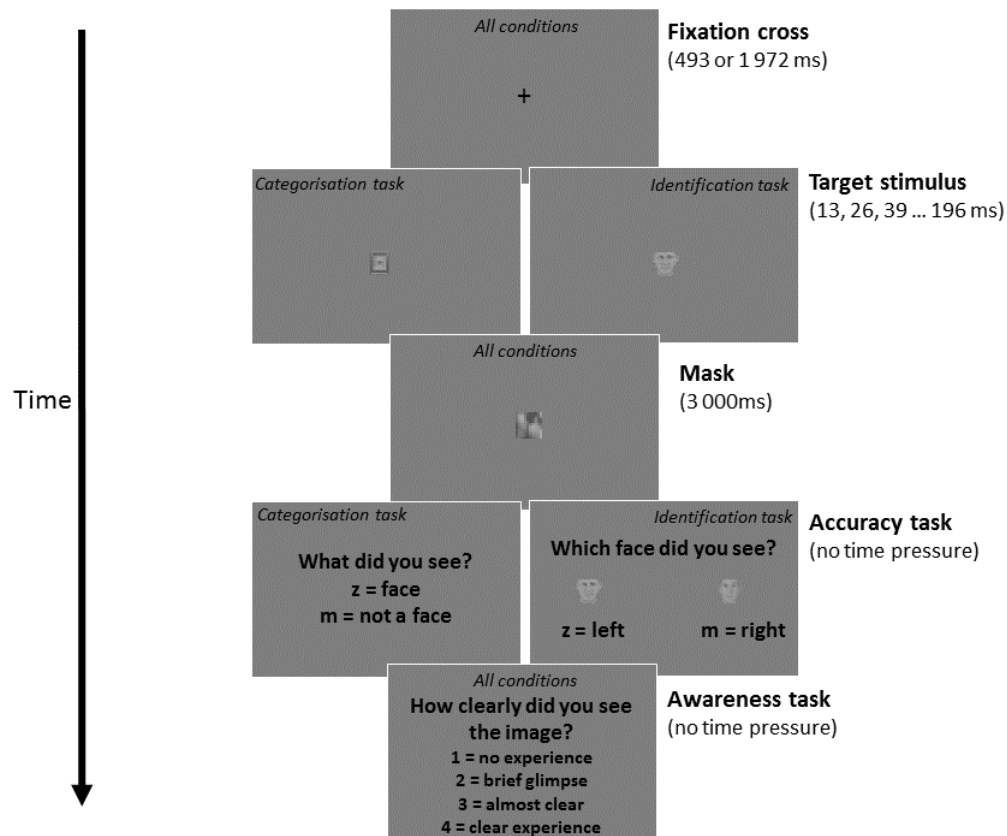 All conditions
+
Fixation cross
(493 or 1 972 ms)
Categorisation task
Identification task
Target stimulus
(13, 26, 39 ... 196 ms)
All conditions
Mask
(3 000ms)
Time
Categorisation task
What did you see?
z = face
m = not a face
Identification task
Which face did you see?
z = left
m = right
Accuracy task
(no time pressure)
All conditions
How clearly did you see
the image?
1 = no experience
2 = brief glimpse
3 = almost clear
4 = clear experience
Awareness task
(no time pressure)